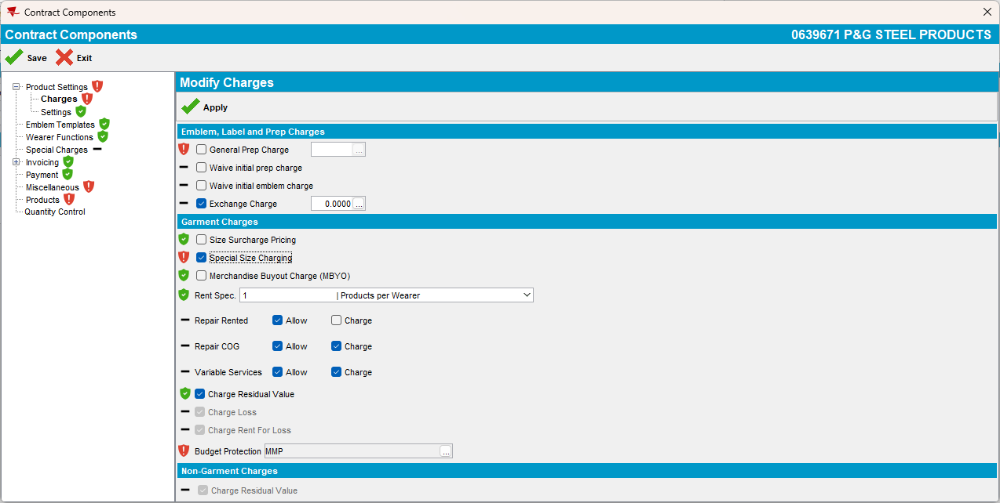 Contract Components
Contract Components 0639671 P&G STEEL PRODUCTS
Save Exit
Product Settings
Charges
Settings
Emblem Templates
Wearer Functions
Special Charges
Invoicing
Payment
Miscellaneous
Products
Quantity Control
Modify Charges
Apply
Emblem, Label and Prep Charges
General Prep Charge ...
Waive initial prep charge
Waive initial emblem charge
Exchange Charge 0.0000 ...
Garment Charges
Size Surcharge Pricing
Special Size Charging
Merchandise Buyout Charge (MBYO)
Rent Spec. 1 | Products per Wearer
Repair Rented Allow Charge
Repair COG Allow Charge
Variable Services Allow Charge
Charge Residual Value
Charge Loss
Charge Rent For Loss
Budget Protection MMP ...
Non-Garment Charges
Charge Residual Value